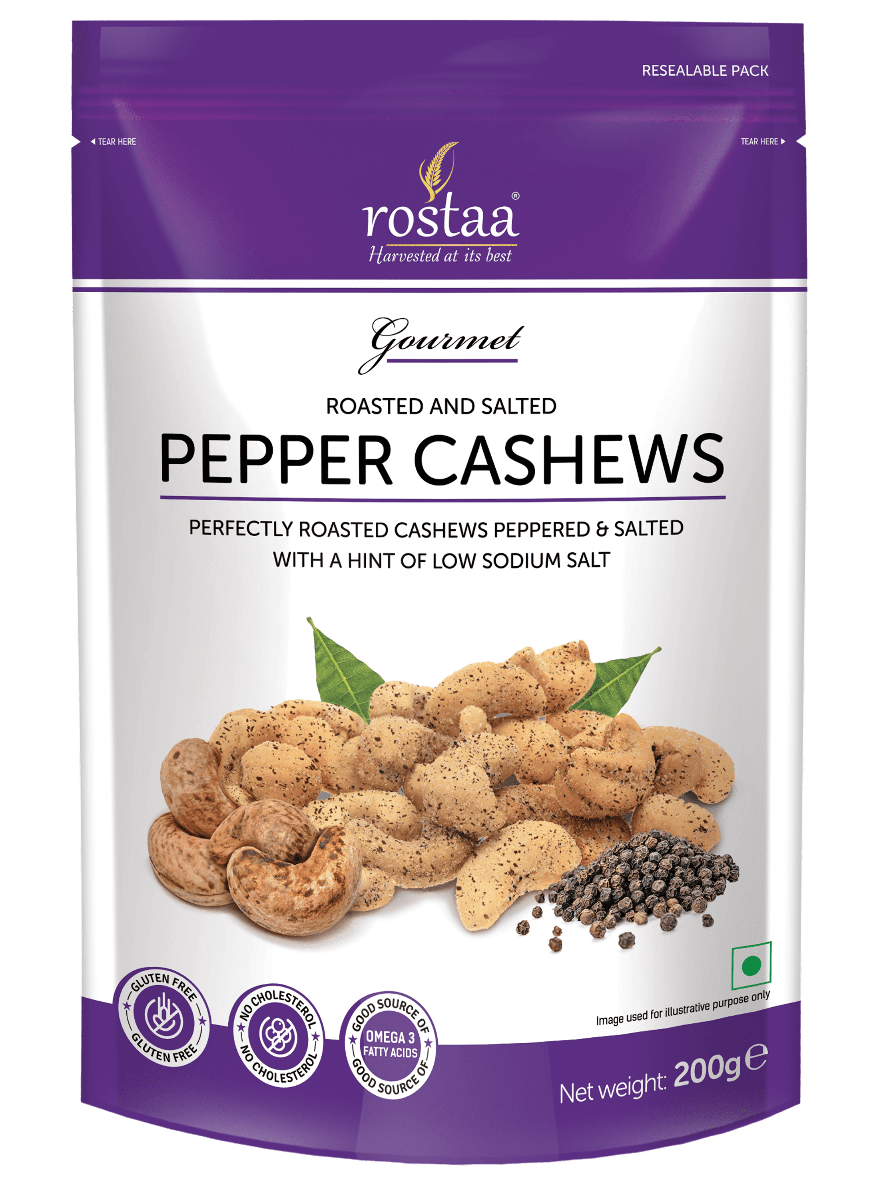 RESEALABLE PACK
TEAR HERE
TEAR HERE
rostaa®
Harvested at its best
Gourmet
ROASTED AND SALTED
PEPPER CASHEWS
PERFECTLY ROASTED CASHEWS PEPPERED & SALTED
WITH A HINT OF LOW SODIUM SALT
GLUTEN FREE
GLUTEN FREE
NO CHOLESTEROL
NO CHOLESTEROL
GOOD SOURCE OF
OMEGA 3
FATTY ACIDS
GOOD SOURCE OF
Image used for illustrative purpose only
Net weight: 200g℮